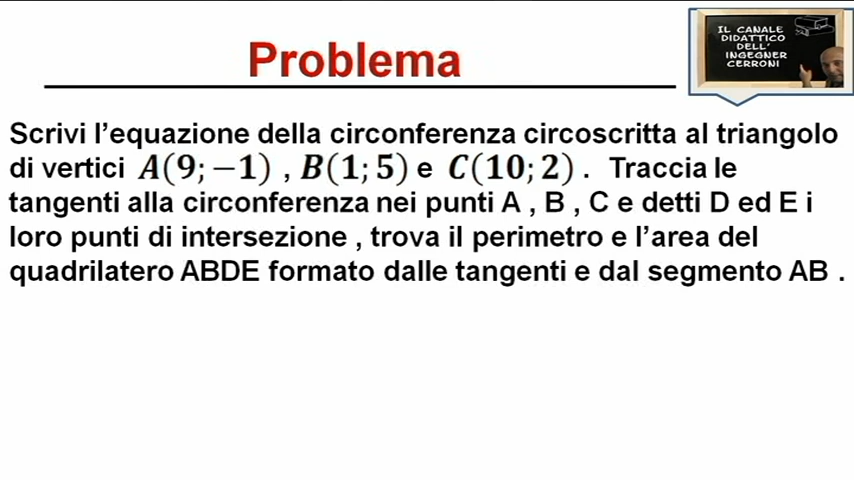 Problema
IL CANALE
DIDATTICO
DELL'
INGEGNER
CERRONI
Scrivi l'equazione della circonferenza circoscritta al triangolo
di vertici A(9; −1) , B(1; 5) e C(10; 2) . Traccia le
tangenti alla circonferenza nei punti A , B , C e detti D ed E i
loro punti di intersezione , trova il perimetro e l'area del
quadrilatero ABDE formato dalle tangenti e dal segmento AB .